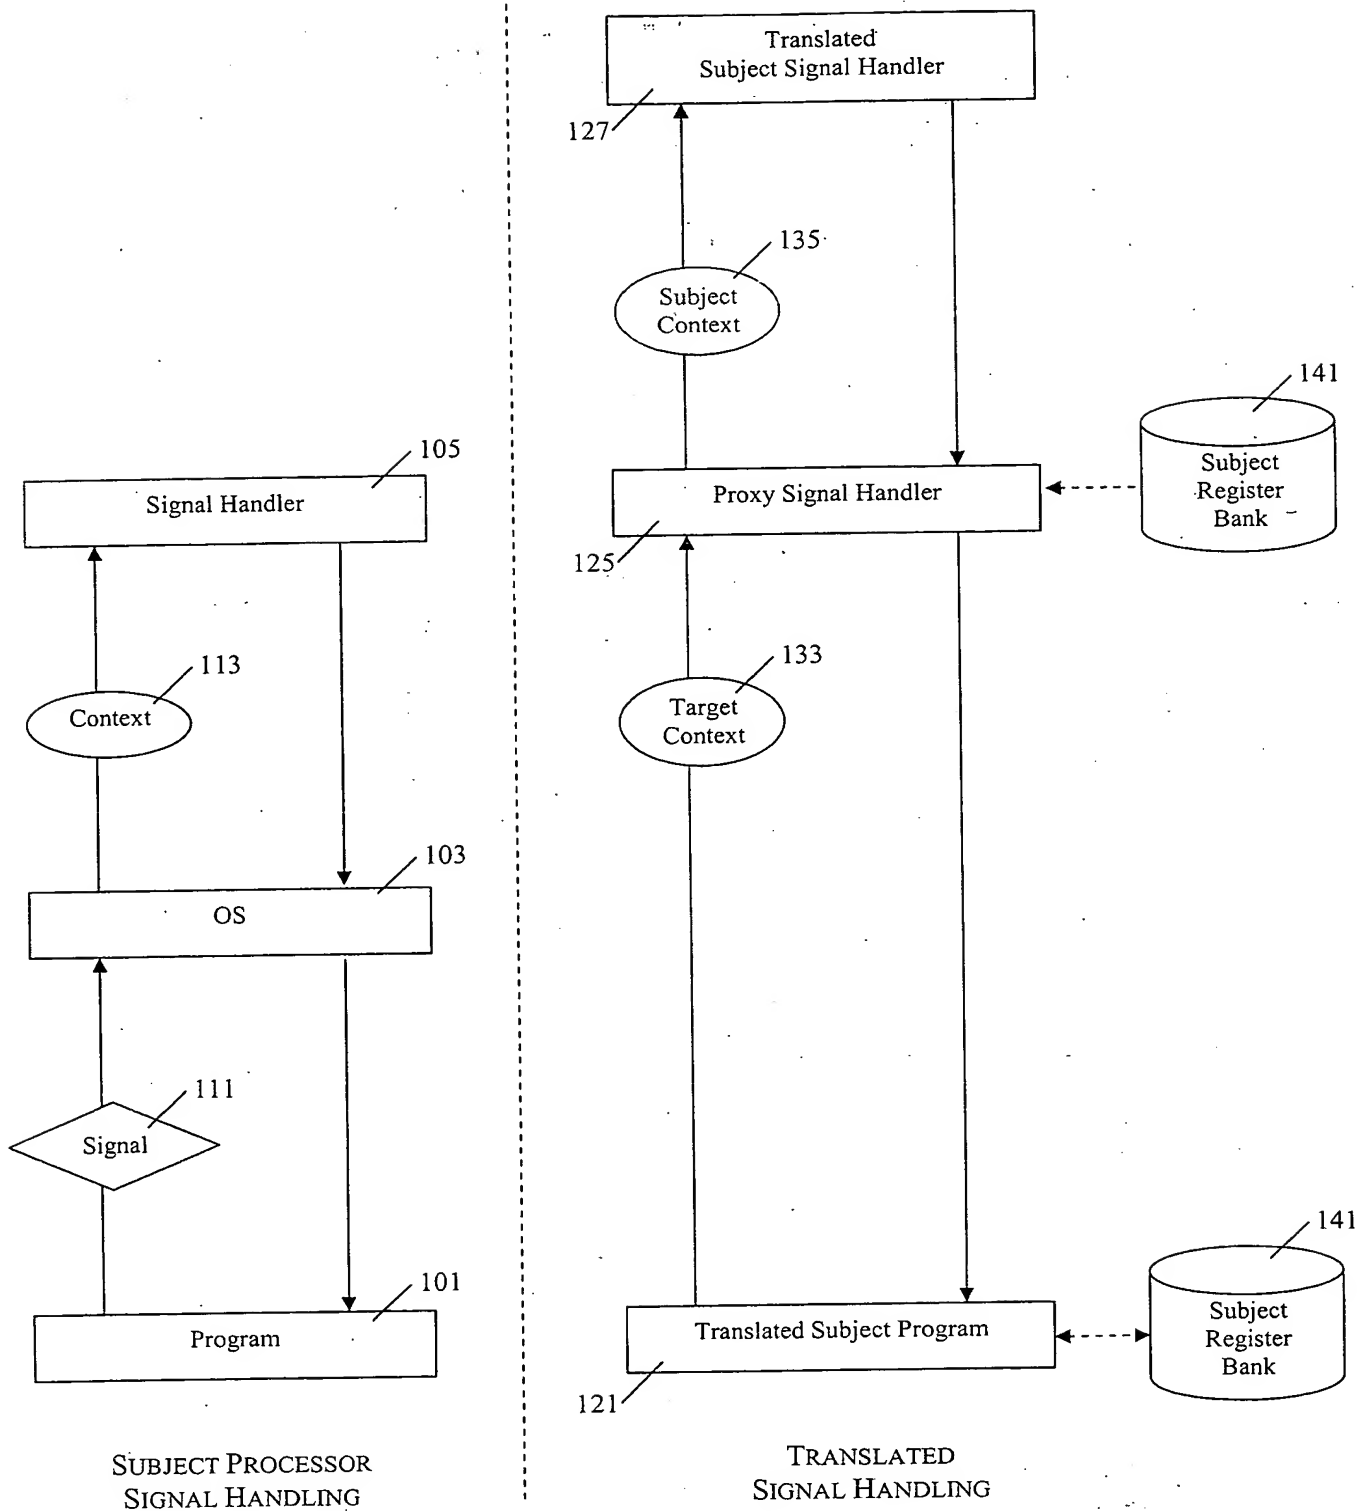 Translated
Subject Signal Handler
127
135
Subject
Context
141
Subject
Register
Bank
105
Signal Handler
Proxy Signal Handler
125
113
Context
133
Target
Context
103
OS
111
Signal
141
Subject
Register
Bank
101
Program
Translated Subject Program
121
SUBJECT PROCESSOR
SIGNAL HANDLING
TRANSLATED
SIGNAL HANDLING